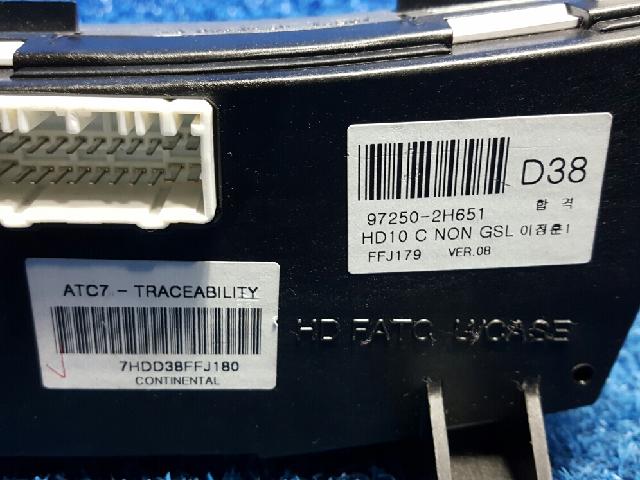 D38
97250-2H651 합 격
HD10 C NON GSL 이정훈1
FFJ179 VER.08
ATC7 - TRACEABILITY
7HDD38FFJ180
CONTINENTAL
HD FATC L/CASE